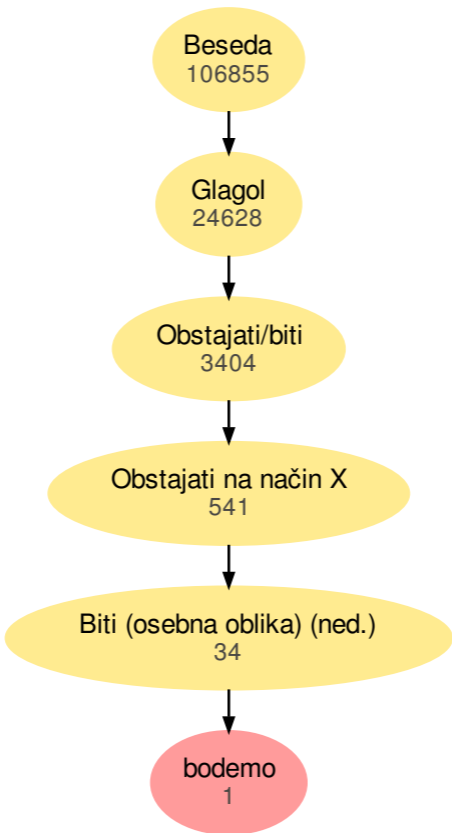 Beseda
106855
Glagol
24628
Obstajati/biti
3404
Obstajati na način X
541
Biti (osebna oblika) (ned.)
34
bodemo
1